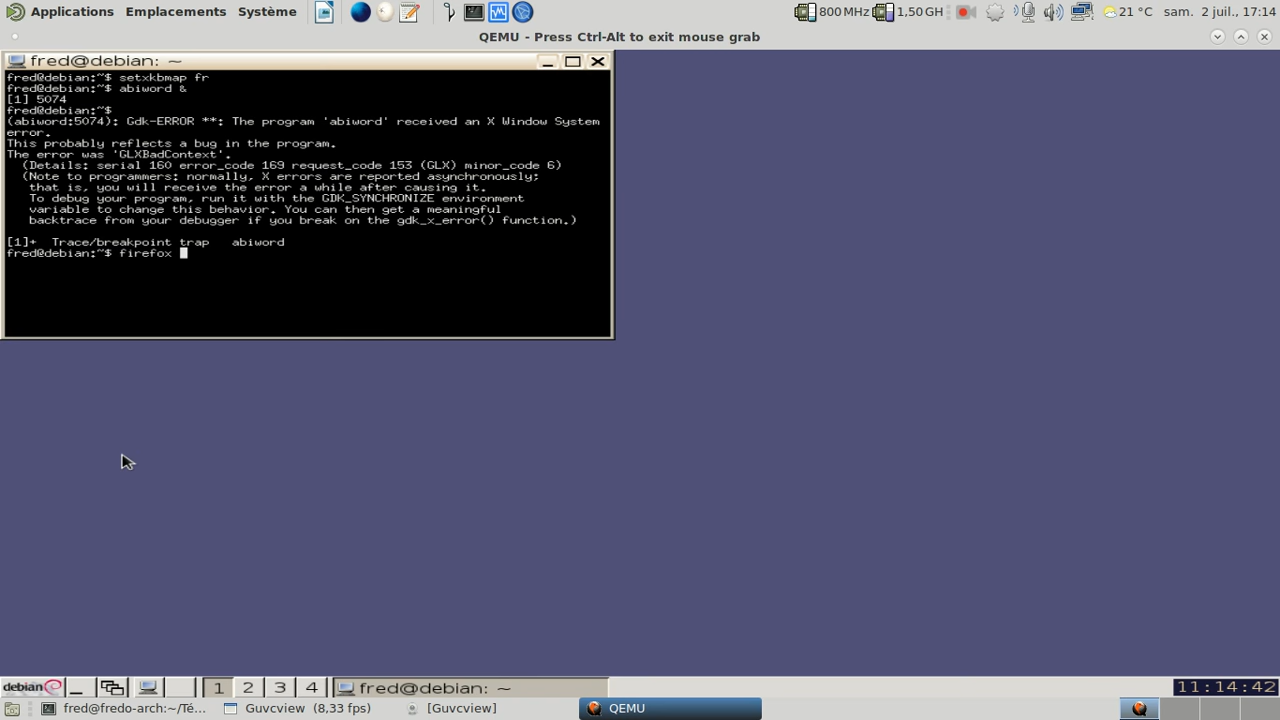 Applications Emplacements Système 800 MHz 1,50 GH 21 °C sam. 2 juil., 17:14
QEMU - Press Ctrl-Alt to exit mouse grab
fred@debian: ~
fred@debian:~$ setxkbmap fr
fred@debian:~$ abiword &
[1] 5074
fred@debian:~$
(abiword:5074): Gdk-ERROR **: The program 'abiword' received an X Window System
error.
This probably reflects a bug in the program.
The error was 'GLXBadContext'.
(Details: serial 160 error_code 169 request_code 153 (GLX) minor_code 6)
(Note to programmers: normally, X errors are reported asynchronously;
that is, you will receive the error a while after causing it.
To debug your program, run it with the GDK_SYNCHRONIZE environment
variable to change this behavior. You can then get a meaningful
backtrace from your debugger if you break on the gdk_x_error() function.)
[1]+ Trace/breakpoint trap abiword
fred@debian:~$ firefox
debian 1 2 3 4 fred@debian: ~ 11:14:42
fred@fredo-arch:~/Té... Guvcview (8,33 fps) [Guvcview] QEMU